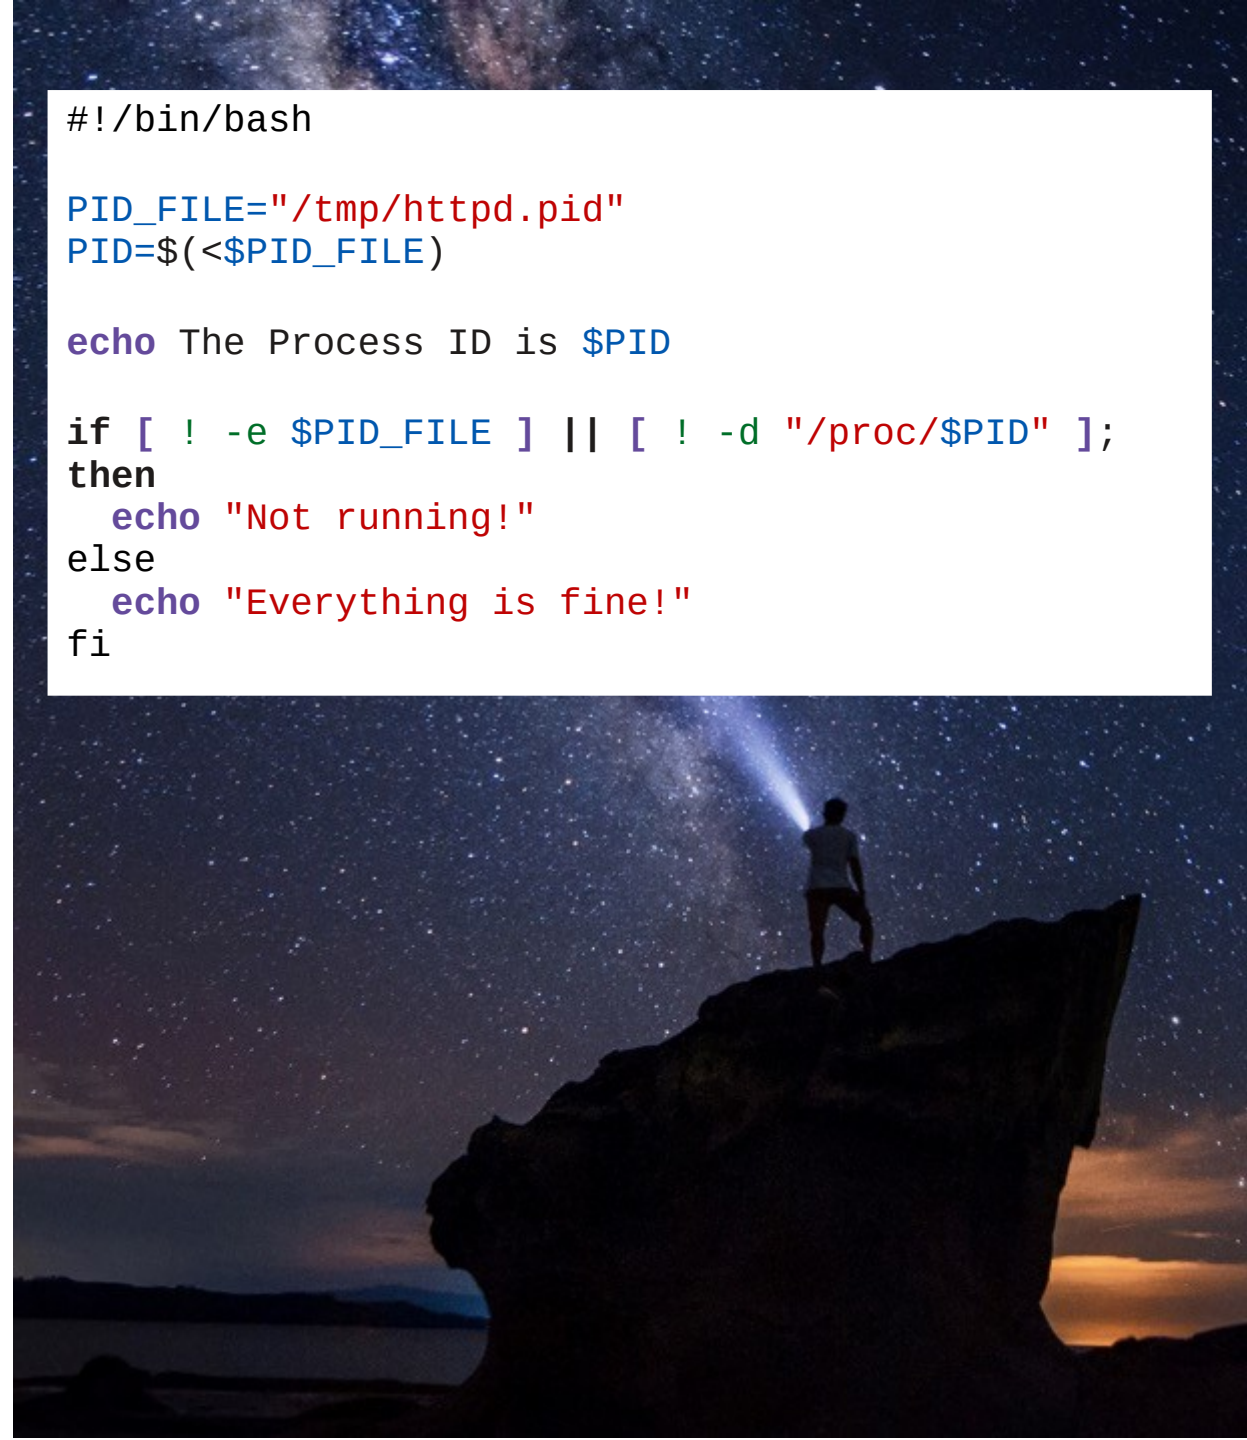 #!/bin/bash
PID_FILE="/tmp/httpd.pid"
PID=$(<$PID_FILE)
echo The Process ID is $PID
if [ ! -e $PID_FILE ] || [ ! -d "/proc/$PID" ];
then
  echo "Not running!"
else
  echo "Everything is fine!"
fi